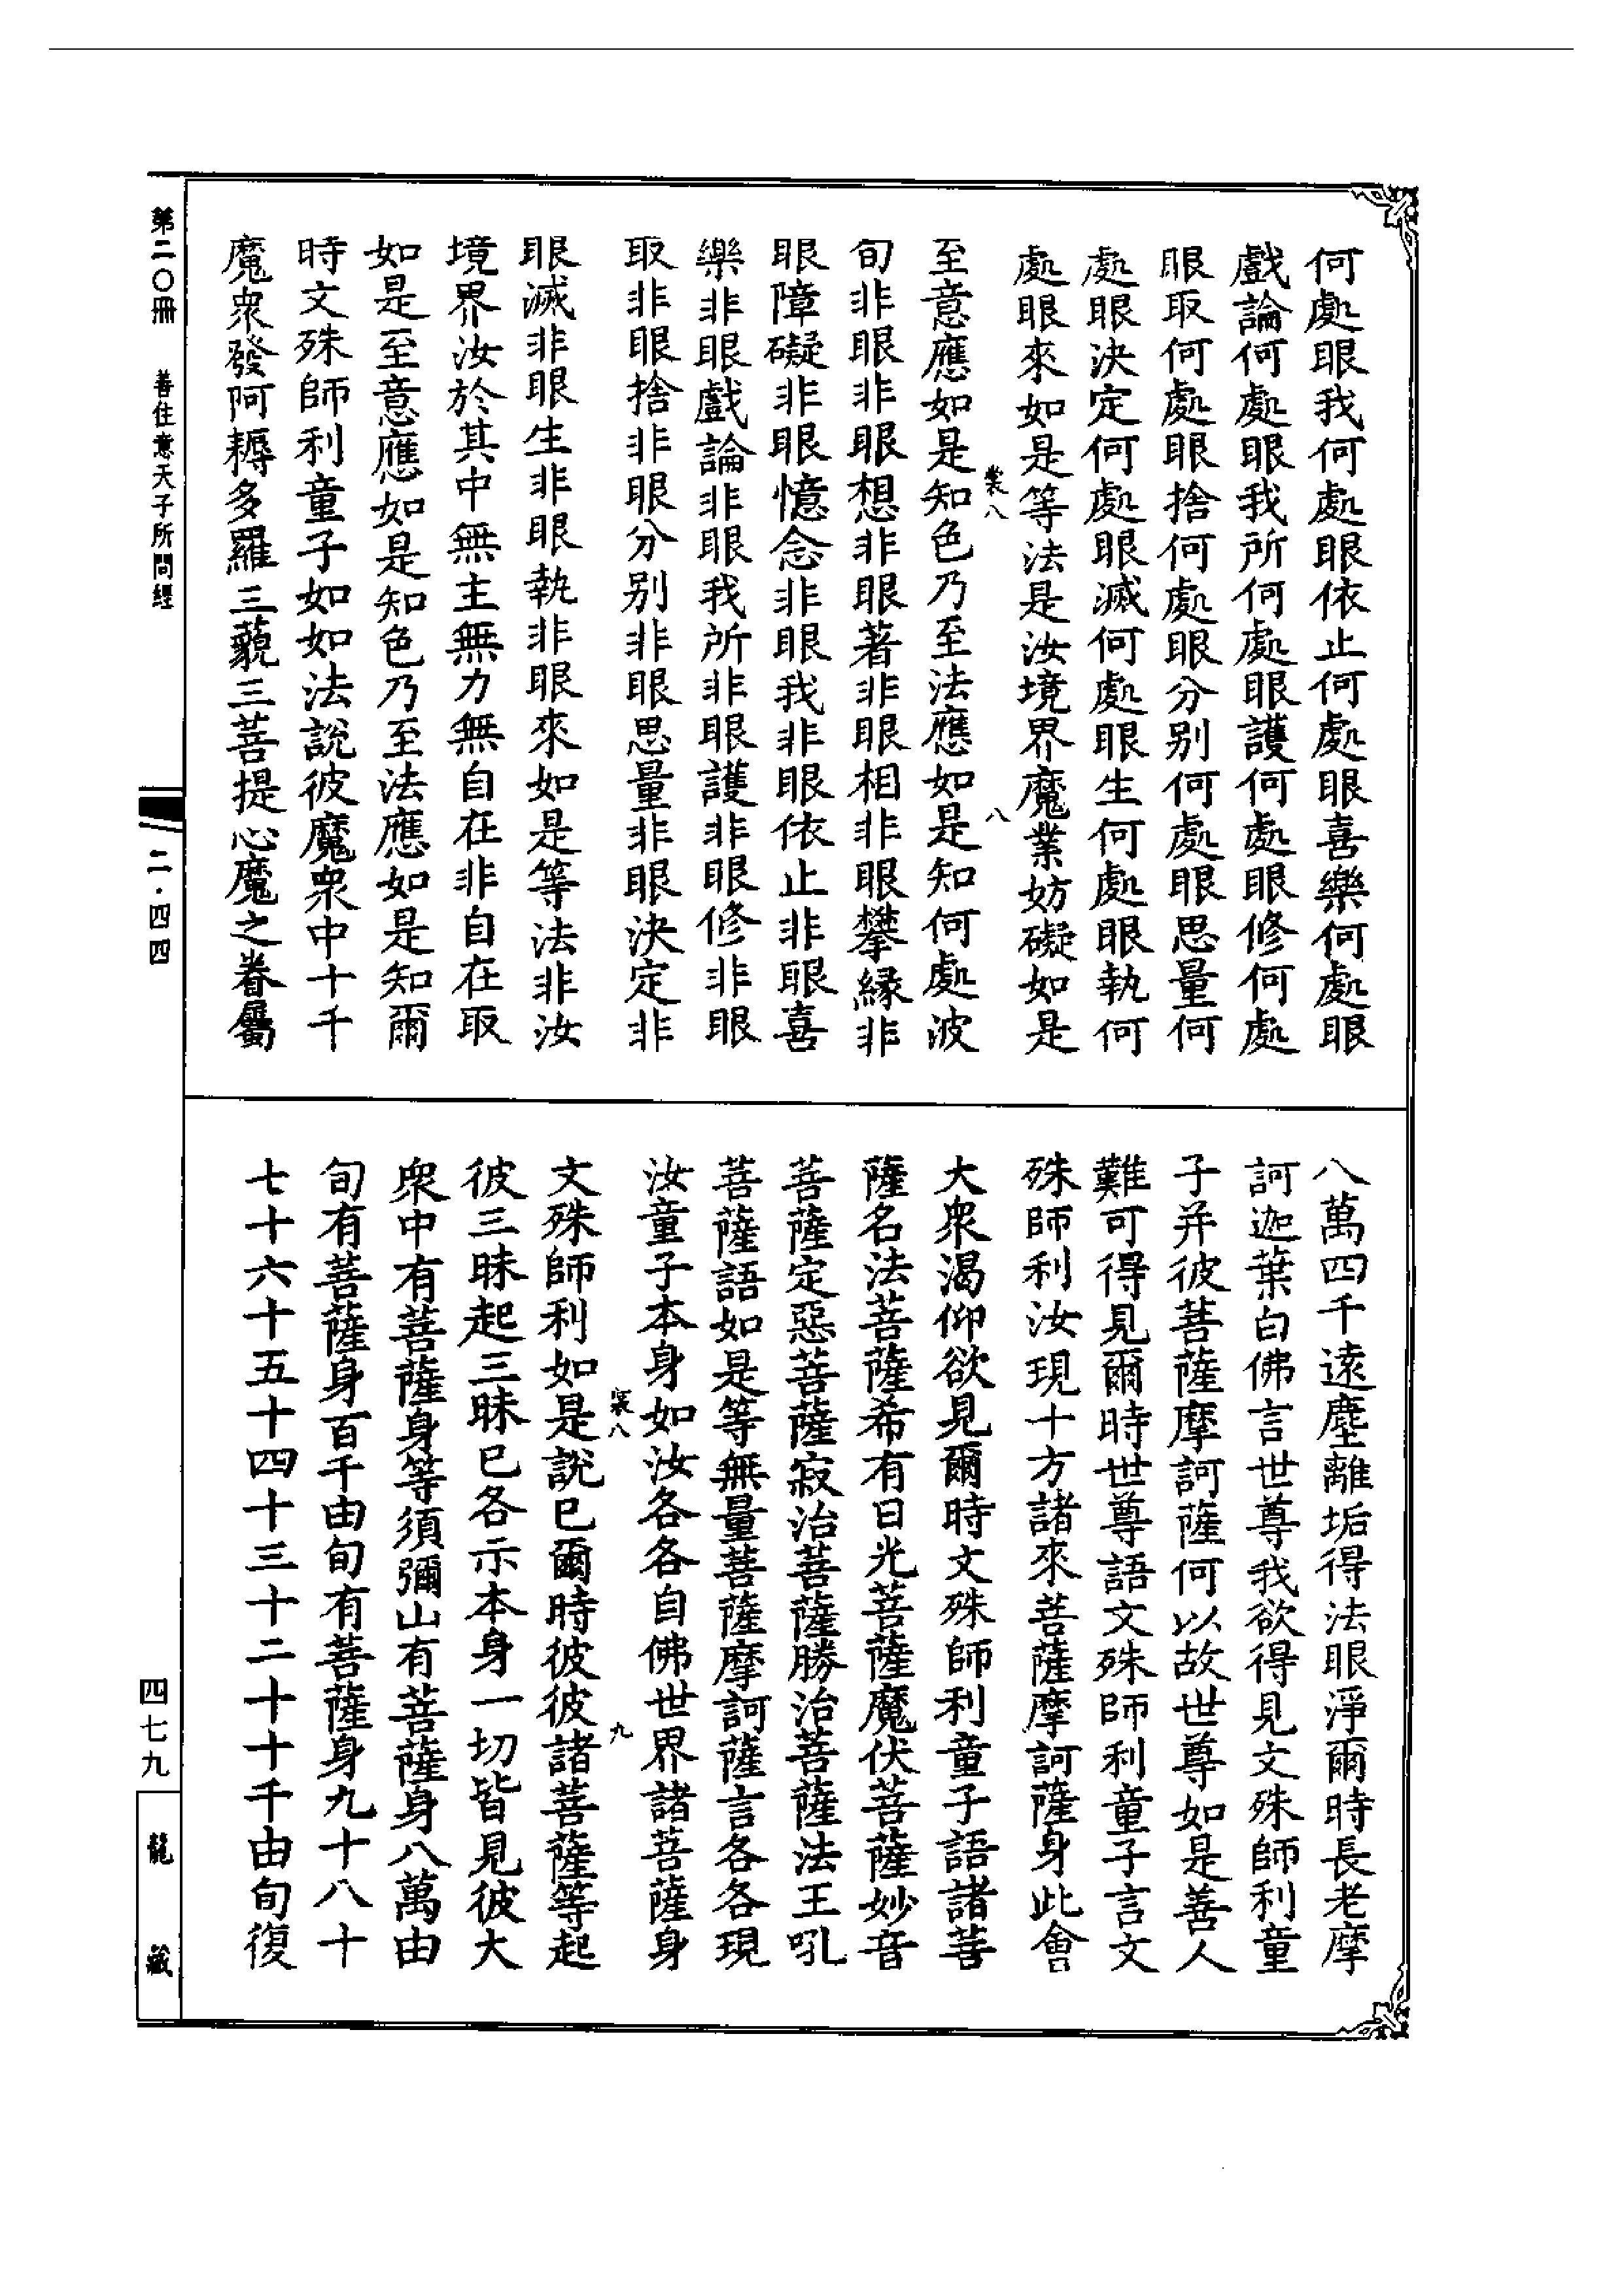 何處眼我何處眼依止何處眼喜樂何處眼
戲論何處眼我所何處眼護何處眼修何處
眼取何處眼捨何處眼分別何處眼思量何
處眼決定何處眼滅何處眼生何處眼執何
處眼來如是等法是汝境界魔業妨礙如是
裳八
八
至意應如是知色乃至法應如是知何處波
旬非眼非眼想非眼著非眼相非眼攀緣非
眼障礙非眼憶念非眼我非眼依止非眼喜
樂非眼戲論非眼我所非眼護非眼修非眼
取非眼捨非眼分別非眼思量非眼決定非
眼滅非眼生非眼執非眼來如是等法非汝
境界汝於其中無主無力無自在非自在取
如是至意應如是知色乃至法應如是知爾
時文殊師利童子如如法說彼魔眾中十千
魔眾發阿耨多羅三藐三菩提心魔之眷屬
八萬四千遠塵離垢得法眼淨爾時長老摩
訶迦葉白佛言世尊我欲得見文殊師利童
子并彼菩薩摩訶薩何以故世尊如是善人
難可得見爾時世尊語文殊師利童子言文
殊師利汝現十方諸來菩薩摩訶薩身此會
大眾渴仰欲見爾時文殊師利童子語諸菩
薩名法菩薩希有日光菩薩魔伏菩薩妙音
菩薩定惡菩薩寂治菩薩勝治菩薩法王吼
菩薩語如是等無量菩薩摩訶薩言各各現
汝童子本身如汝各各自佛世界諸菩薩身
裳八
九
文殊師利如是說已爾時彼彼諸菩薩等起
彼三昧起三昧已各示本身一切皆見彼大
眾中有菩薩身等須彌山有菩薩身八萬由
旬有菩薩身百千由旬有菩薩身九十八十
七十六十五十四十三十二十十千由旬復
第二〇冊 善住意天子所問經
二·四四
四七九
龍藏